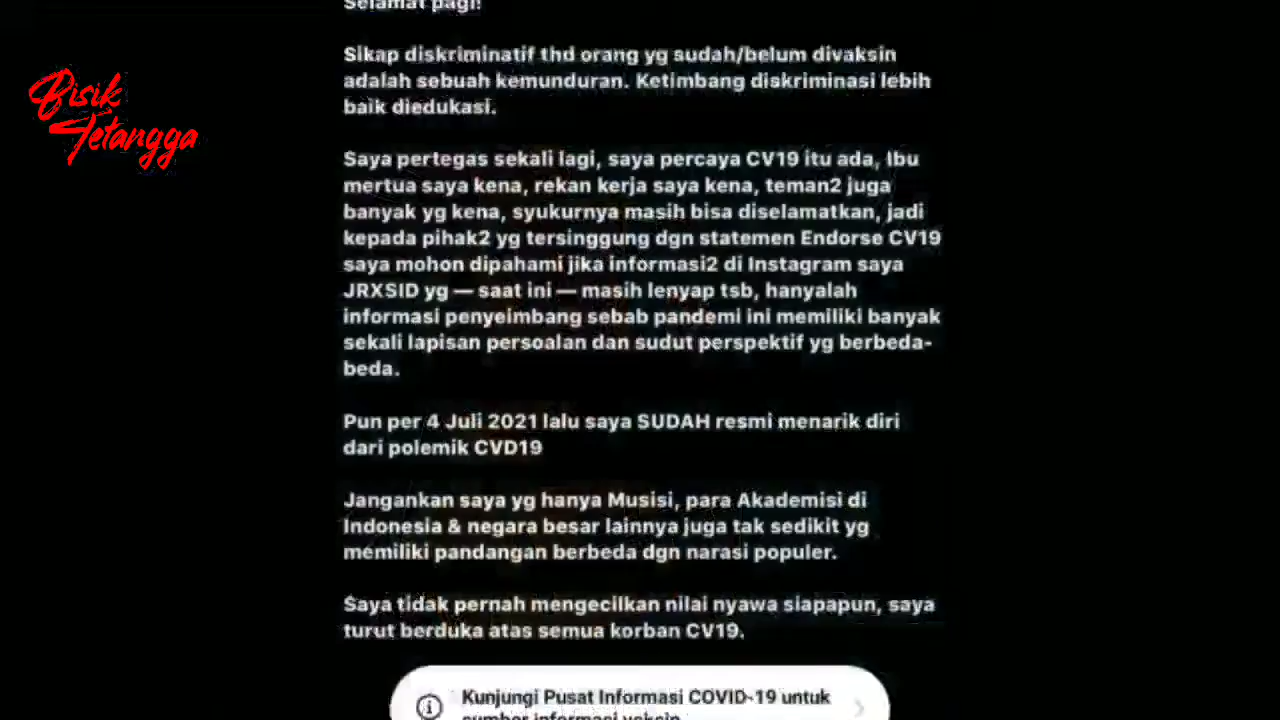 Selamat pagi!
Bisik
Tetangga
Sikap diskriminatif thd orang yg sudah/belum divaksin
adalah sebuah kemunduran. Ketimbang diskriminasi lebih
baik diedukasi.
Saya pertegas sekali lagi, saya percaya CV19 itu ada, Ibu
mertua saya kena, rekan kerja saya kena, teman2 juga
banyak yg kena, syukurnya masih bisa diselamatkan, jadi
kepada pihak2 yg tersinggung dgn statemen Endorse CV19
saya mohon dipahami jika informasi2 di Instagram saya
JRXSID yg — saat ini — masih lenyap tsb, hanyalah
informasi penyeimbang sebab pandemi ini memiliki banyak
sekali lapisan persoalan dan sudut perspektif yg berbeda-
beda.
Pun per 4 Juli 2021 lalu saya SUDAH resmi menarik diri
dari polemik CVD19
Jangankan saya yg hanya Musisi, para Akademisi di
Indonesia & negara besar lainnya juga tak sedikit yg
memiliki pandangan berbeda dgn narasi populer.
Saya tidak pernah mengecilkan nilai nyawa siapapun, saya
turut berduka atas semua korban CV19.
Kunjungi Pusat Informasi COVID-19 untuk
sumber informasi vaksin